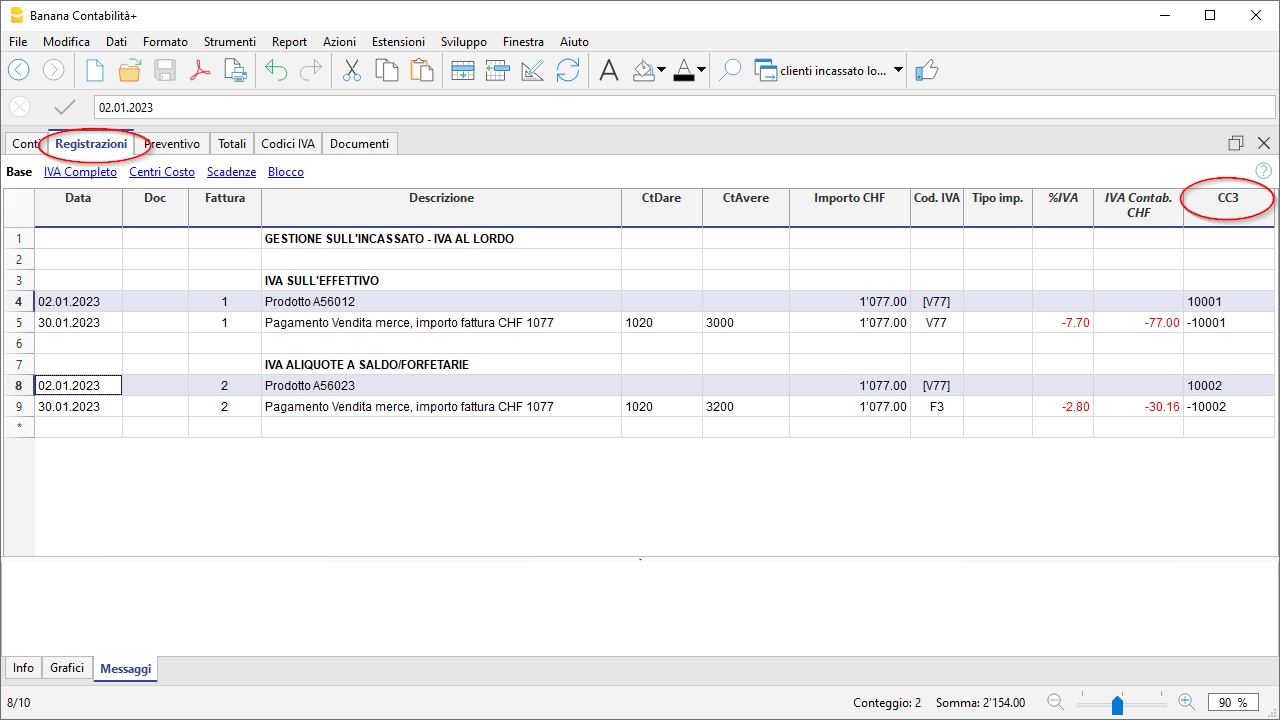 Banana Contabilità+
File Modifica Dati Formato Strumenti Report Azioni Estensioni Sviluppo Finestra Aiuto
clienti incassato lo...
02.01.2023
Conti Registrazioni Preventivo Totali Codici IVA Documenti
Base IVA Completo Centri Costo Scadenze Blocco
Data Doc Fattura Descrizione CtDare CtAvere Importo CHF Cod. IVA Tipo imp. %IVA IVA Contab. CHF CC3
1 GESTIONE SULL'INCASSATO - IVA AL LORDO
2
3 IVA SULL'EFFETTIVO
4 02.01.2023 1 Prodotto A56012 1'077.00 [V77] 10001
5 30.01.2023 1 Pagamento Vendita merce, importo fattura CHF 1077 1020 3000 1'077.00 V77 -7.70 -77.00 -10001
6
7 IVA ALIQUOTE A SALDO/FORFETARIE
8 02.01.2023 2 Prodotto A56023 1'077.00 [V77] 10002
9 30.01.2023 2 Pagamento Vendita merce, importo fattura CHF 1077 1020 3200 1'077.00 F3 -2.80 -30.16 -10002
*
Info Grafici Messaggi
8/10 Conteggio: 2 Somma: 2'154.00 90 %